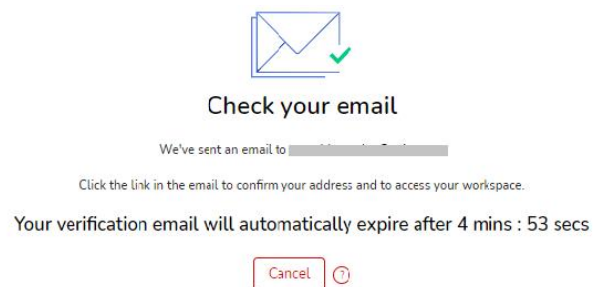 Check your email
We've sent an email to
Click the link in the email to confirm your address and to access your workspace.
Your verification email will automatically expire after 4 mins : 53 secs
Cancel ?